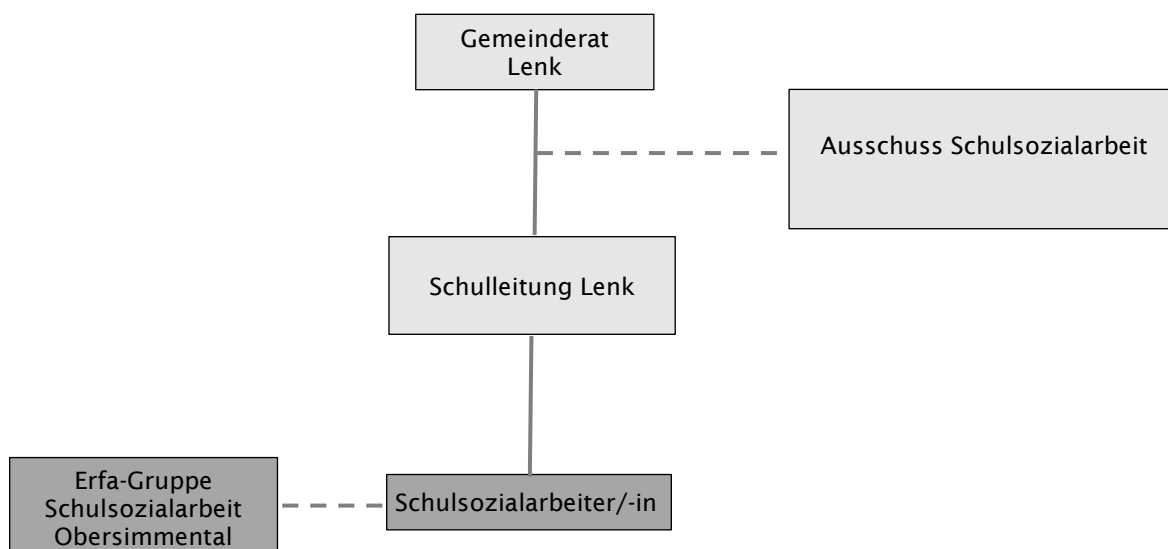 Gemeinderat
Lenk
Ausschuss Schulsozialarbeit
Schulleitung Lenk
Erfa-Gruppe
Schulsozialarbeit
Obersimmental
Schulsozialarbeiter/-in